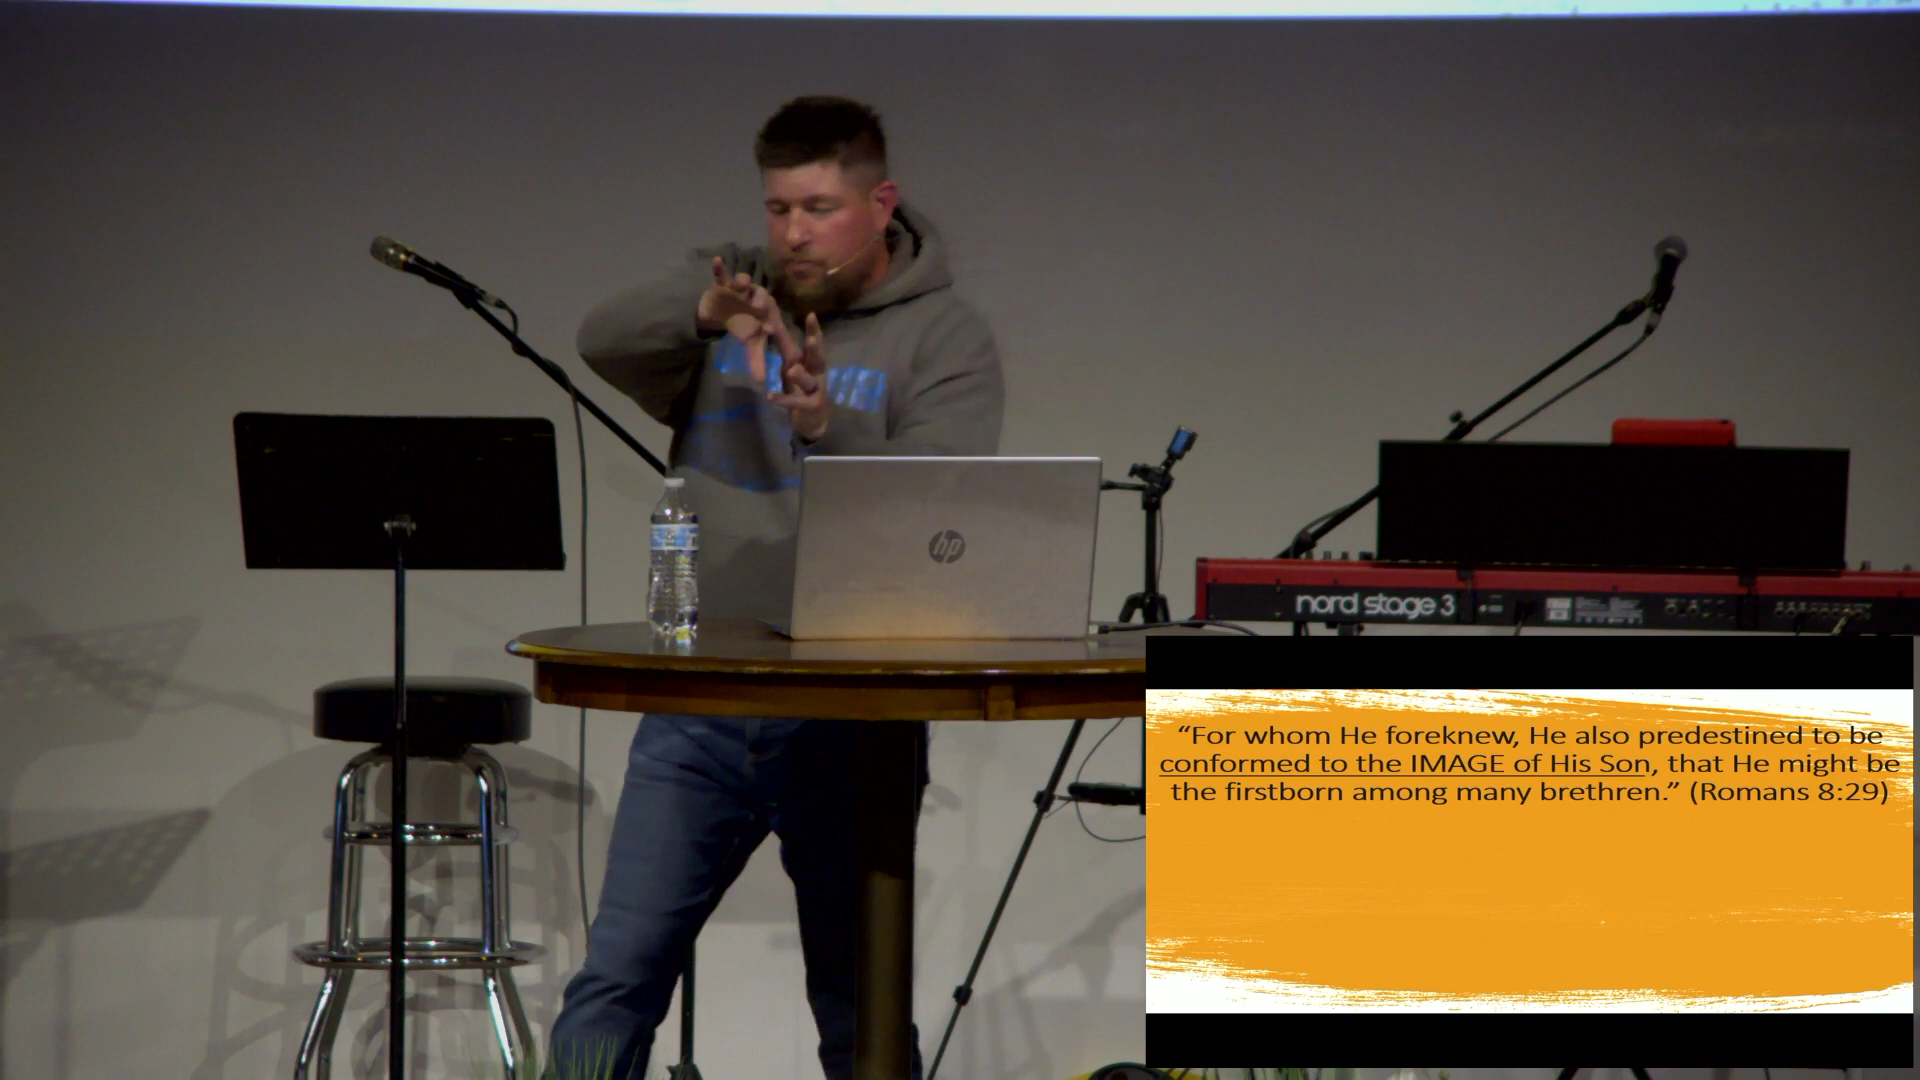 hp
nord stage 3
“For whom He foreknew, He also predestined to be
conformed to the IMAGE of His Son, that He might be
the firstborn among many brethren.” (Romans 8:29)